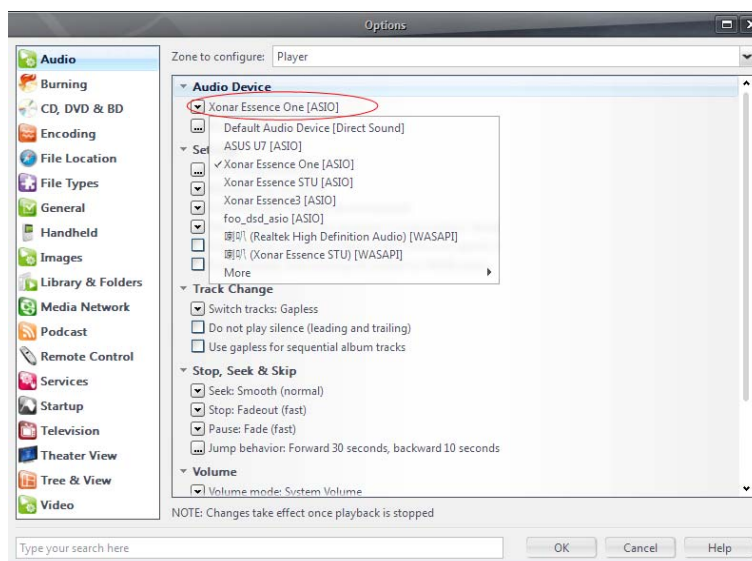 Options
Audio
Burning
CD, DVD & BD
Encoding
File Location
File Types
General
Handheld
Images
Library & Folders
Media Network
Podcast
Remote Control
Services
Startup
Television
Theater View
Tree & View
Video
Zone to configure: Player
Audio Device
Xonar Essence One [ASIO]
Default Audio Device [Direct Sound]
ASUS U7 [ASIO]
Xonar Essence One [ASIO]
Xonar Essence STU [ASIO]
Xonar Essence3 [ASIO]
foo_dsd_asio [ASIO]
喇叭 (Realtek High Definition Audio) [WASAPI]
喇叭 (Xonar Essence STU) [WASAPI]
More
Track Change
Switch tracks: Gapless
Do not play silence (leading and trailing)
Use gapless for sequential album tracks
Stop, Seek & Skip
Seek: Smooth (normal)
Stop: Fadeout (fast)
Pause: Fade (fast)
Jump behavior: Forward 30 seconds, backward 10 seconds
Volume
Volume mode: System Volume
NOTE: Changes take effect once playback is stopped
Type your search here
OK
Cancel
Help